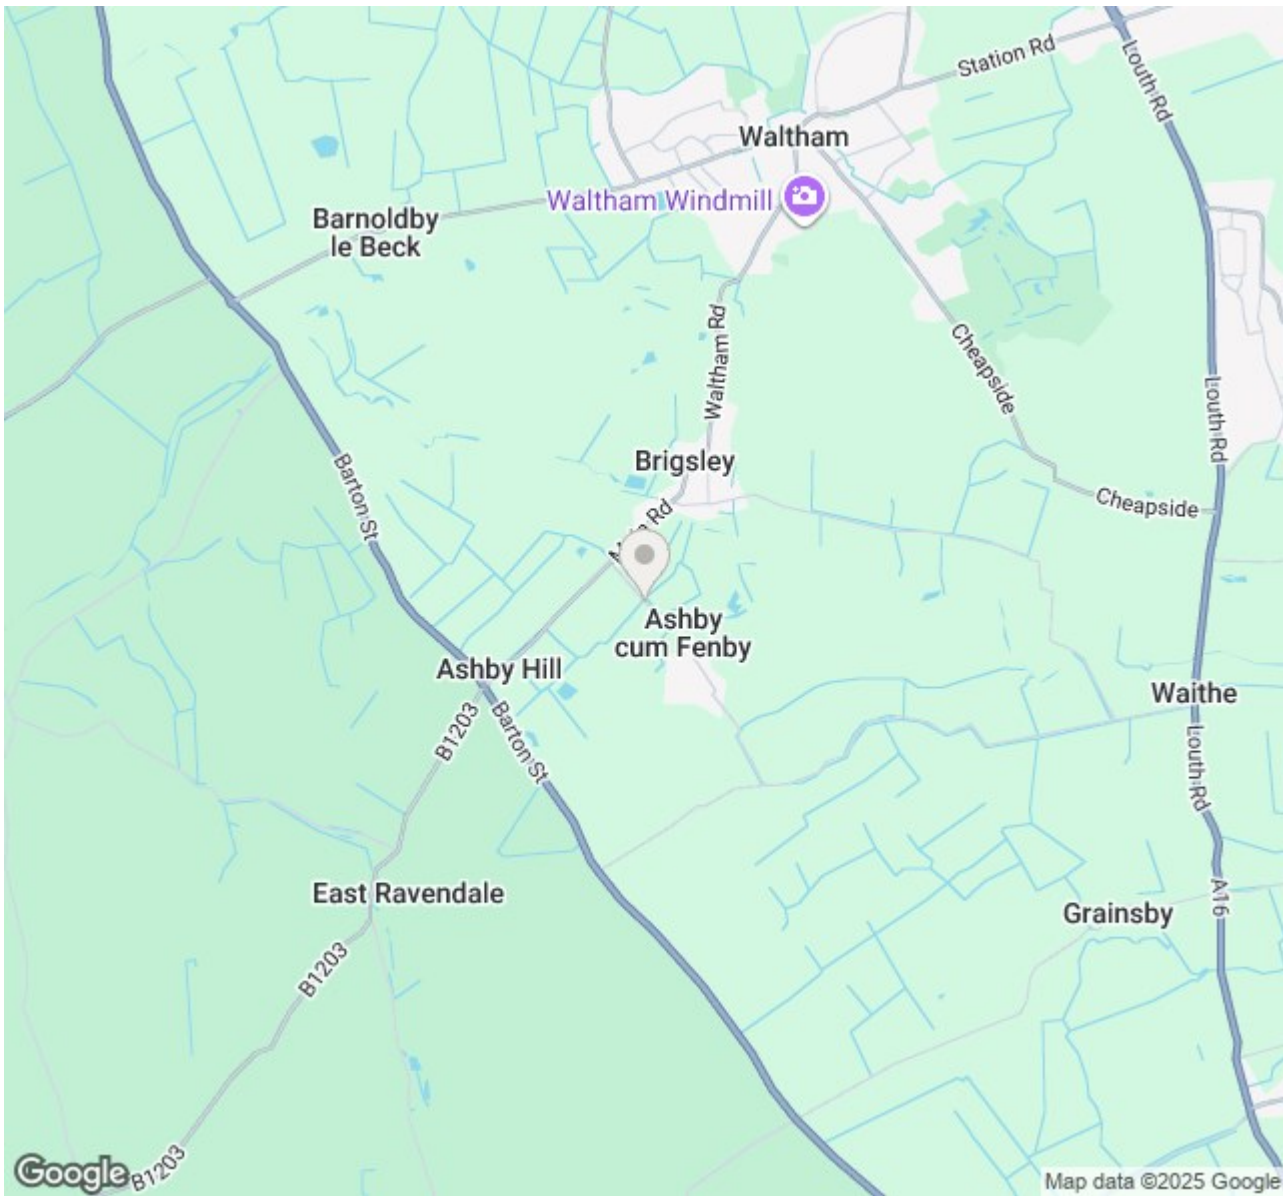 Station Rd
Louth Rd
Waltham
Waltham Windmill
Barnoldby
le Beck
Waltham Rd
Cheapside
Louth Rd
Brigsley
Barton St
Cheapside
Rd
Ashby
cum Fenby
Ashby Hill
Waithe
B1203
Barton St
Louth Rd
East Ravendale
A16
Grainsby
B1203
B1203
Google
Map data ©2025 Google